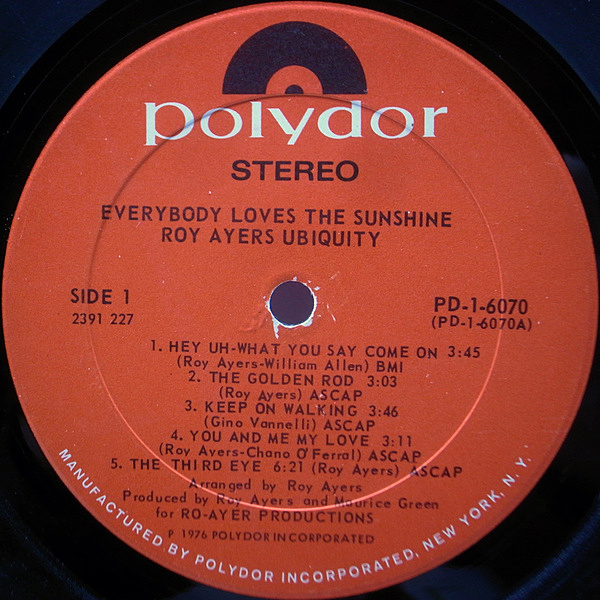 polydor
STEREO
EVERYBODY LOVES THE SUNSHINE
ROY AYERS UBIQUITY
SIDE 1
2391 227
PD-1-6070
(PD-1-6070A)
1. HEY UH-WHAT YOU SAY COME ON 3:45
(Roy Ayers-William Allen) BMI
2. THE GOLDEN ROD 3:03
(Roy Ayers) ASCAP
3. KEEP ON WALKING 3:46
(Gino Vannelli) ASCAP
4. YOU AND ME MY LOVE 3:11
(Roy Ayers-Chano O'Ferral) ASCAP
5. THE THIRD EYE 6:21 (Roy Ayers) ASCAP
Arranged by Roy Ayers
Produced by Roy Ayers and Maurice Green
for RO-AYER PRODUCTIONS
P 1976 POLYDOR INCORPORATED
MANUFACTURED BY POLYDOR INCORPORATED, NEW YORK, N.Y.